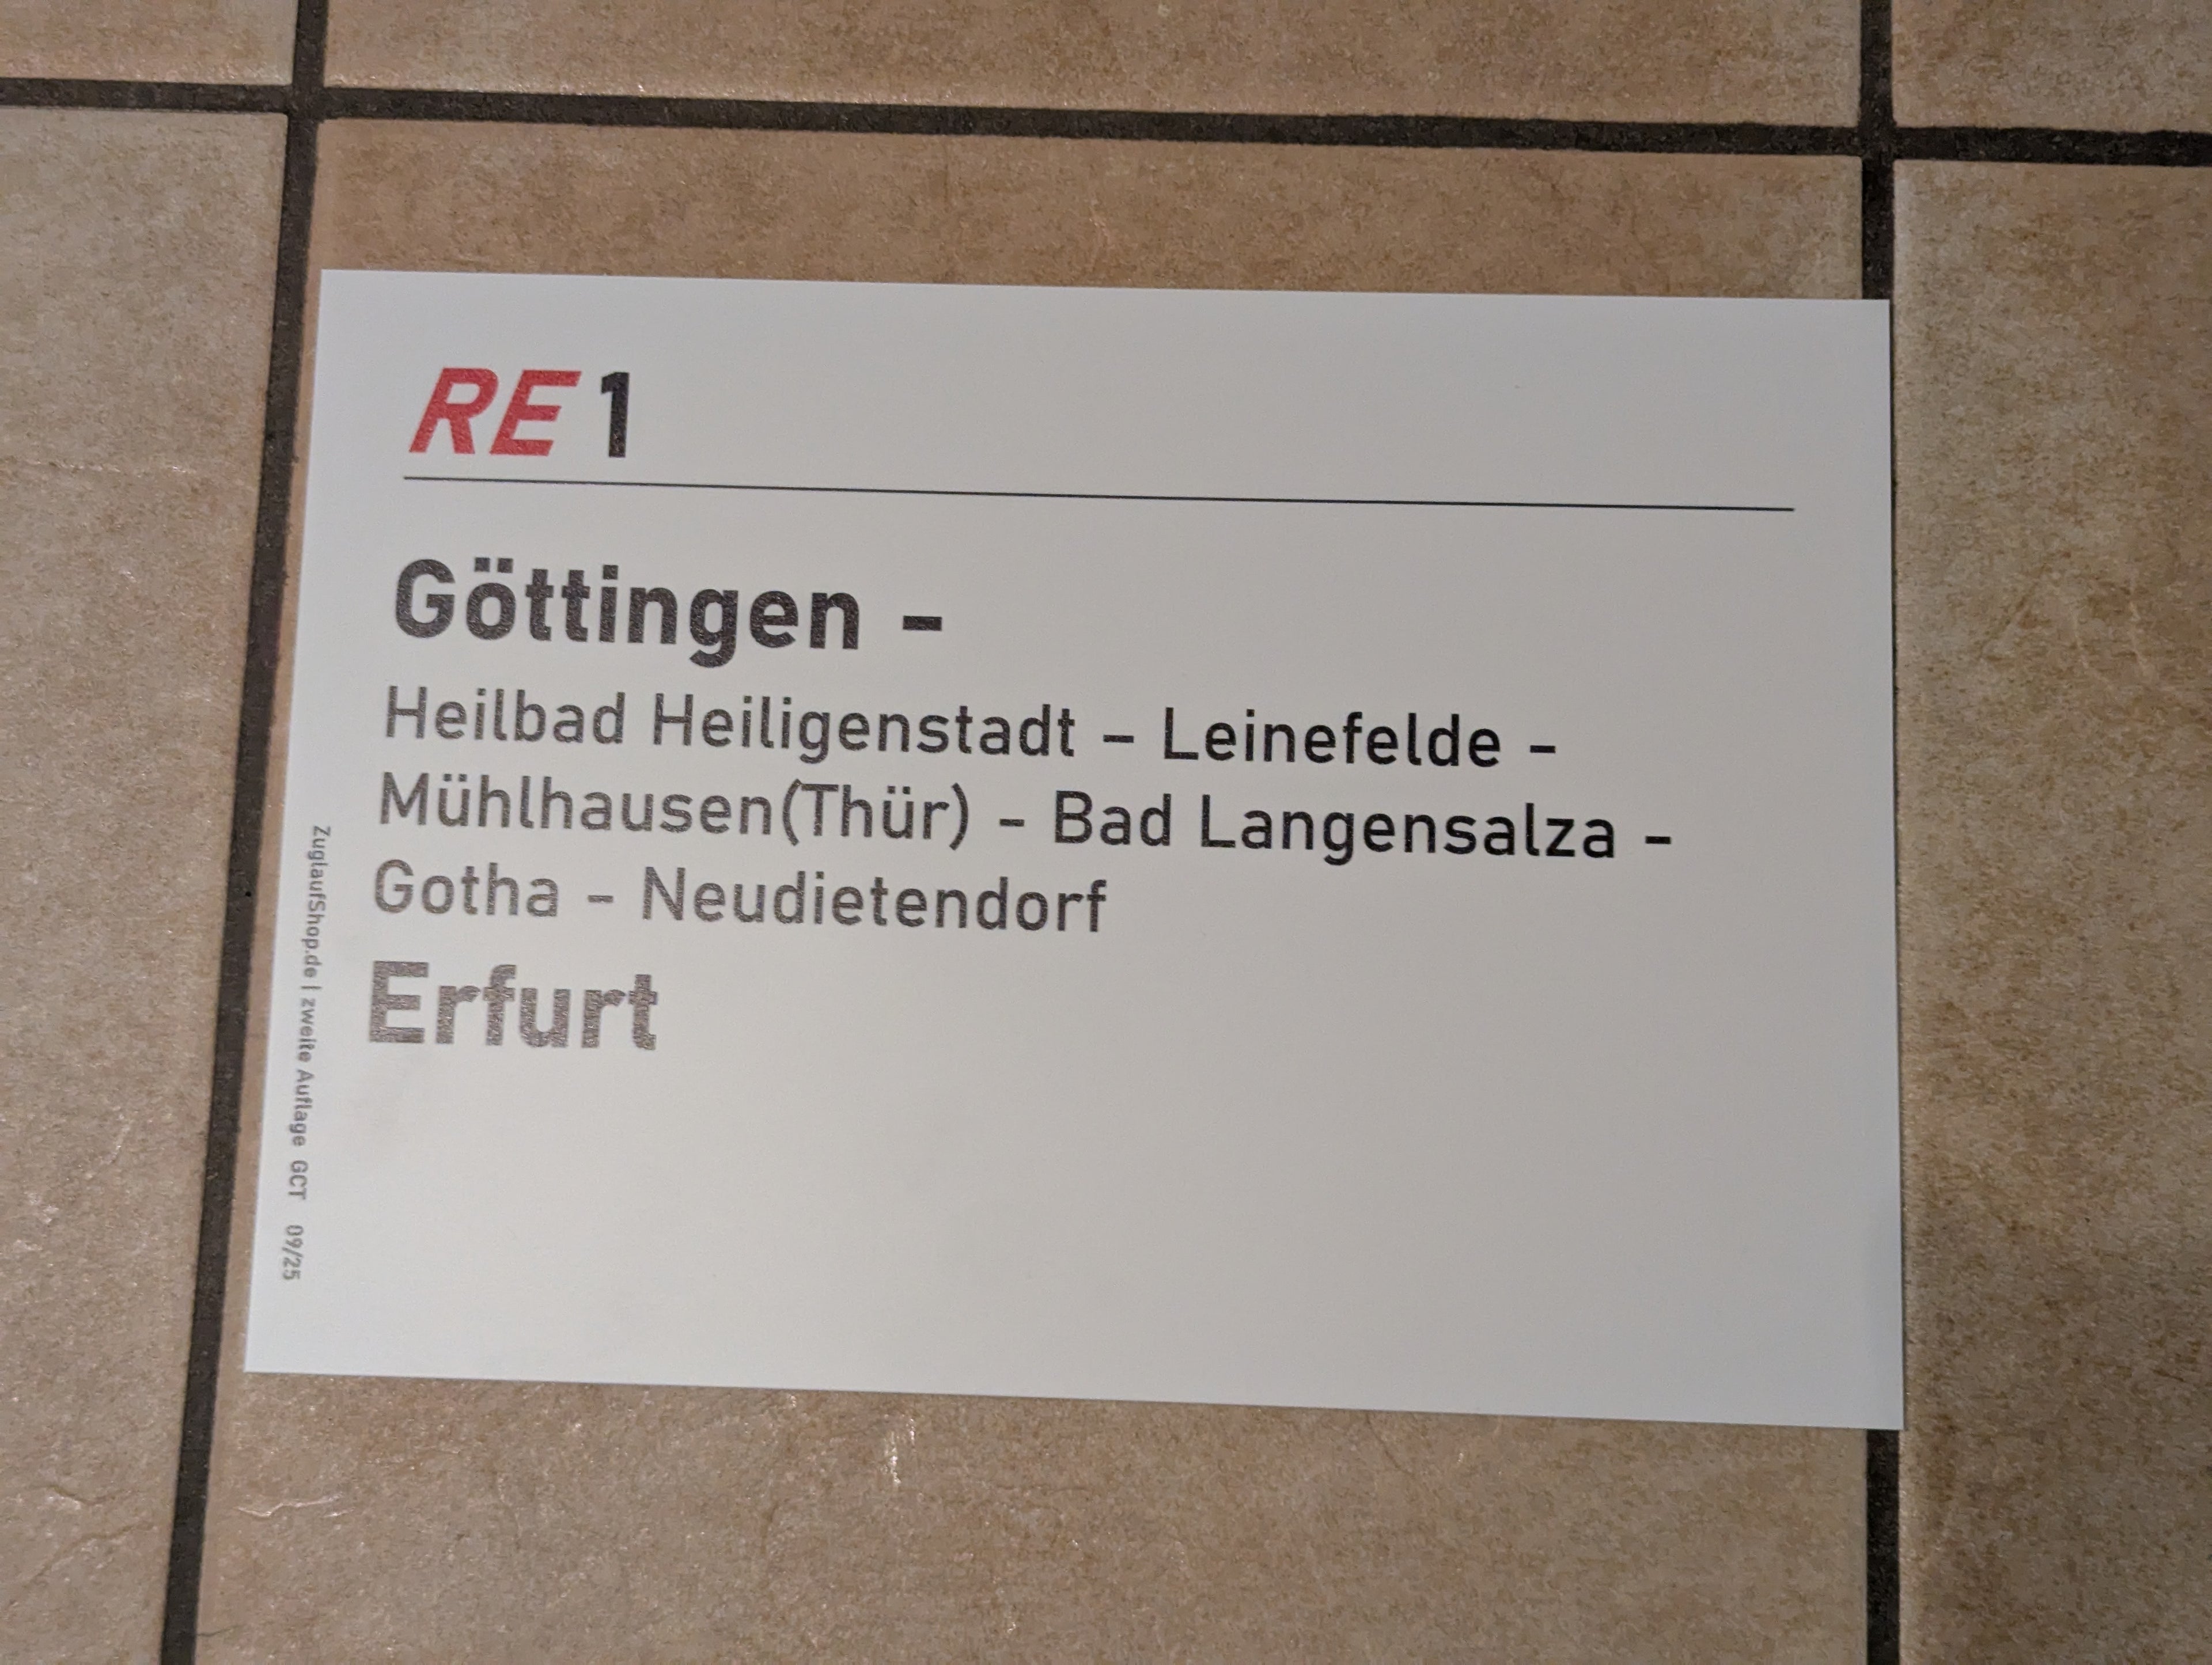 RE 1
Göttingen –
Heilbad Heiligenstadt – Leinefelde –
Mühlhausen(Thür) – Bad Langensalza –
Gotha – Neudietendorf
Erfurt
ZuglaufShop.de | zweite Auflage GCT 09/25